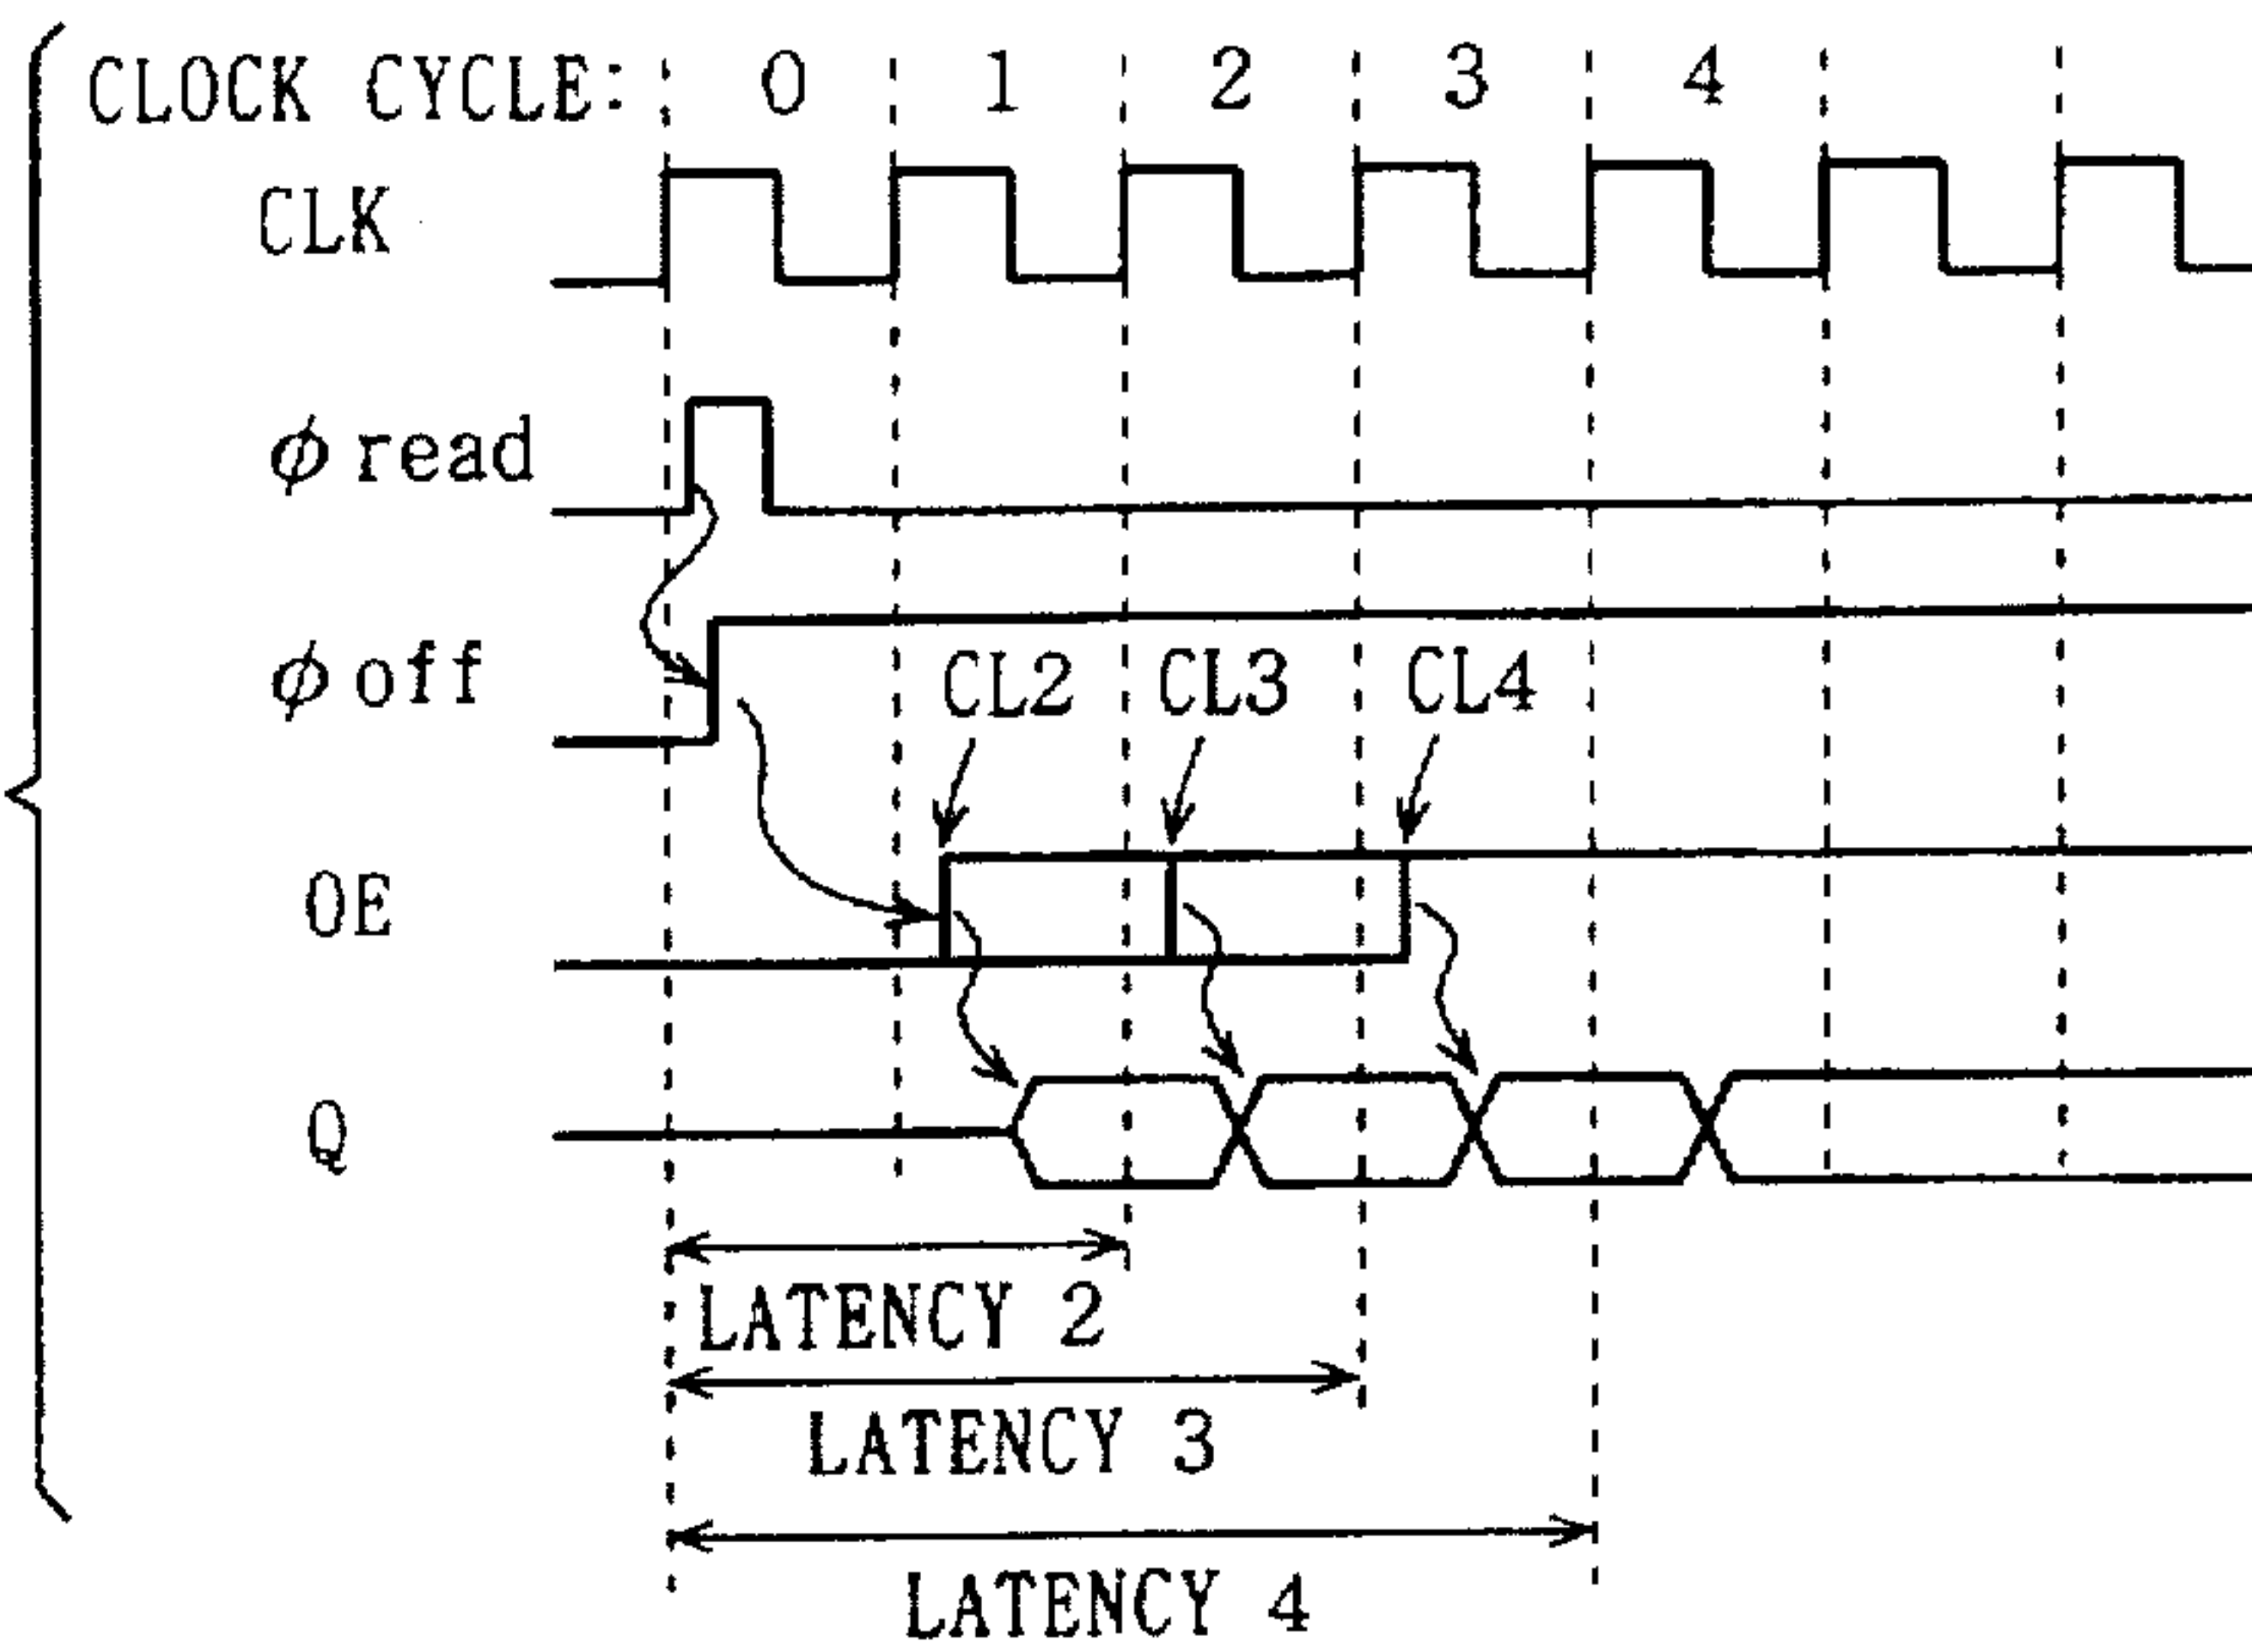 CLOCK CYCLE: 0 1 2 3 4
CLK
φ read
φ off
CL2 CL3 CL4
OE
Q
LATENCY 2
LATENCY 3
LATENCY 4